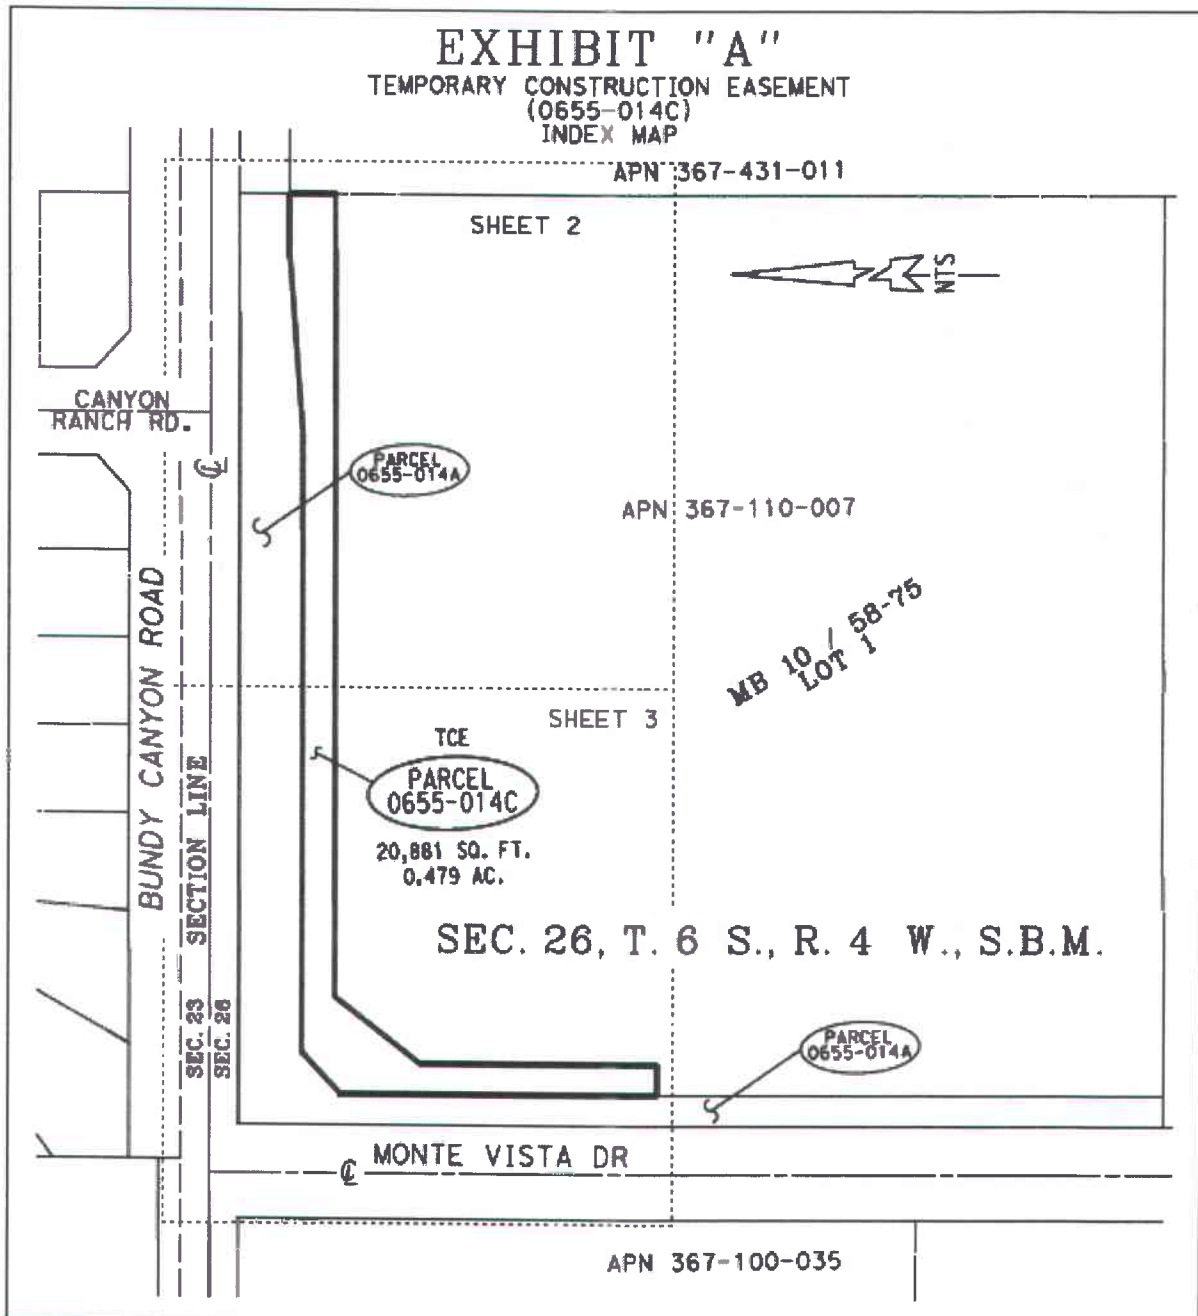 EXHIBIT "A"
TEMPORARY CONSTRUCTION EASEMENT
(0655-014C)
INDEX MAP
APN 367-431-011
SHEET 2
NTS
CANYON
RANCH RD.
℄
PARCEL
0655-014A
APN 367-110-007
BUNDY CANYON ROAD
MB 10 / 58-75
LOT 1
SHEET 3
SECTION LINE
TCE
PARCEL
0655-014C
20,881 SQ. FT.
0.479 AC.
SEC. 26, T. 6 S., R. 4 W., S.B.M.
SEC. 23
SEC. 26
PARCEL
0655-014A
℄ MONTE VISTA DR
APN 367-100-035